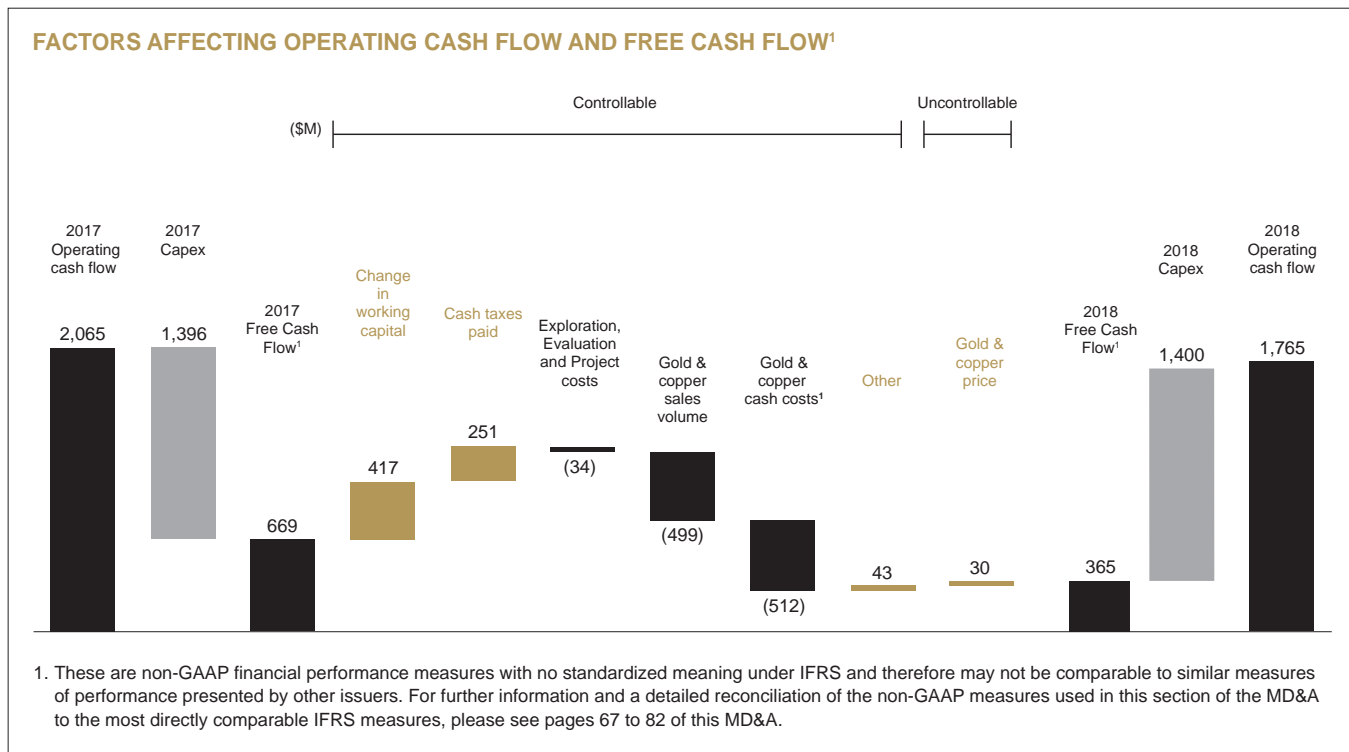 FACTORS AFFECTING OPERATING CASH FLOW AND FREE CASH FLOW¹
Controllable
Uncontrollable
($M)
2017
Operating
cash flow
2,065
2017
Capex
1,396
2017
Free Cash
Flow¹
669
Change
in
working
capital
417
Cash taxes
paid
251
Exploration,
Evaluation
and Project
costs
(34)
Gold &
copper
sales
volume
(499)
Gold &
copper
cash costs¹
(512)
Other
43
Gold &
copper
price
30
2018
Free Cash
Flow¹
365
2018
Capex
1,400
2018
Operating
cash flow
1,765
1. These are non-GAAP financial performance measures with no standardized meaning under IFRS and therefore may not be comparable to similar measures
of performance presented by other issuers. For further information and a detailed reconciliation of the non-GAAP measures used in this section of the MD&A
to the most directly comparable IFRS measures, please see pages 67 to 82 of this MD&A.